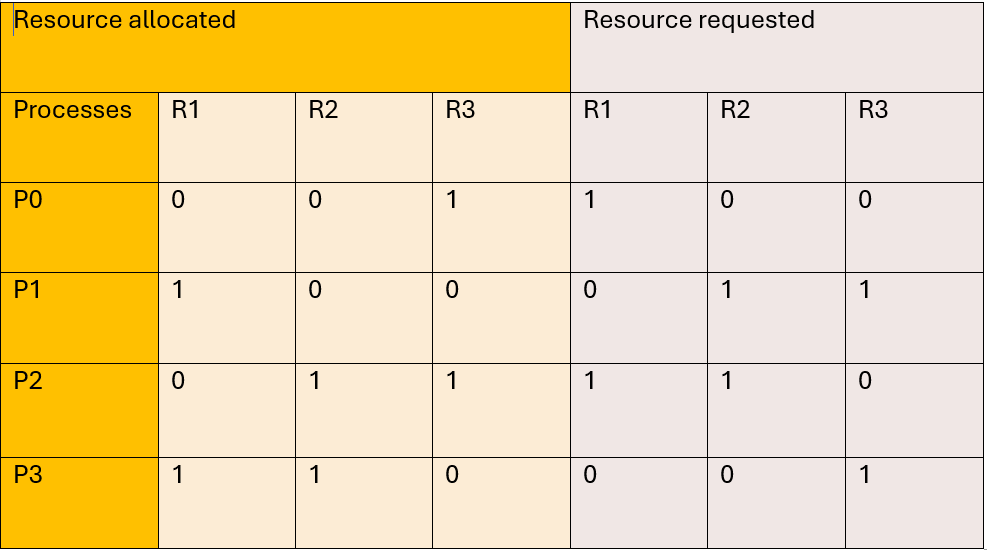 Resource allocated Resource requested
Processes R1 R2 R3 R1 R2 R3
P0 0 0 1 1 0 0
P1 1 0 0 0 1 1
P2 0 1 1 1 1 0
P3 1 1 0 0 0 1